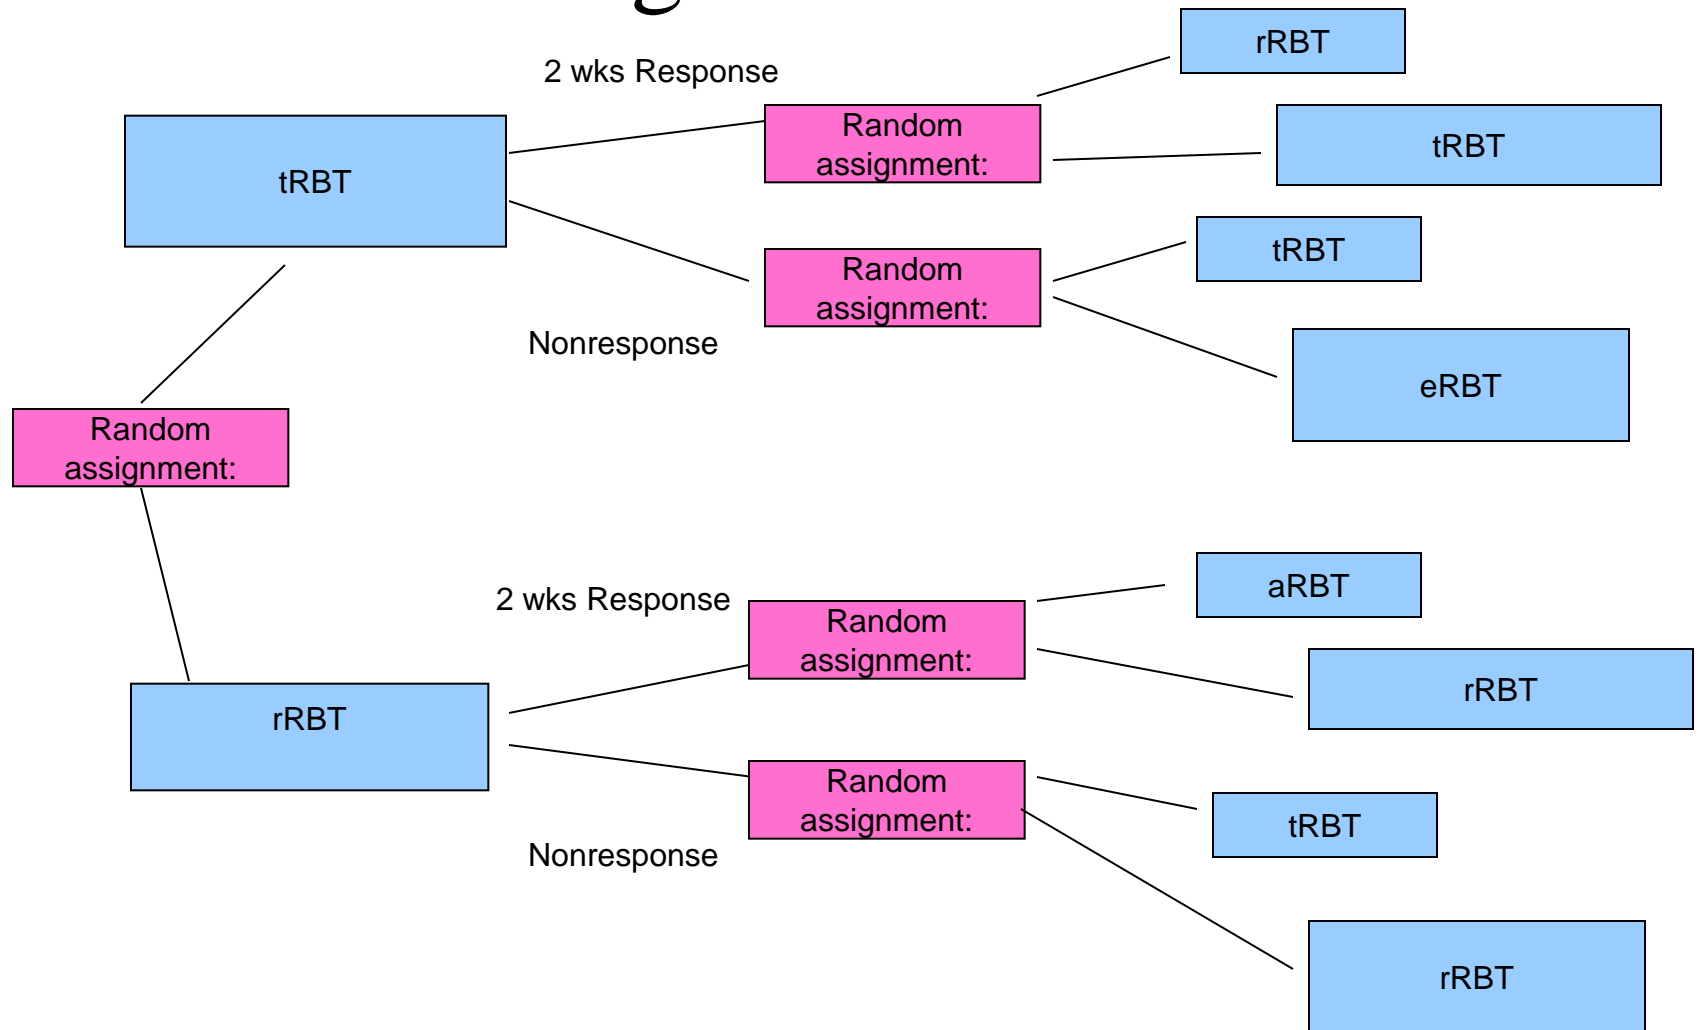 rRBT
2 wks Response
Random
assignment:
tRBT
tRBT
tRBT
Random
assignment:
Nonresponse
eRBT
Random
assignment:
aRBT
2 wks Response
Random
assignment:
rRBT
rRBT
Random
assignment:
tRBT
Nonresponse
rRBT